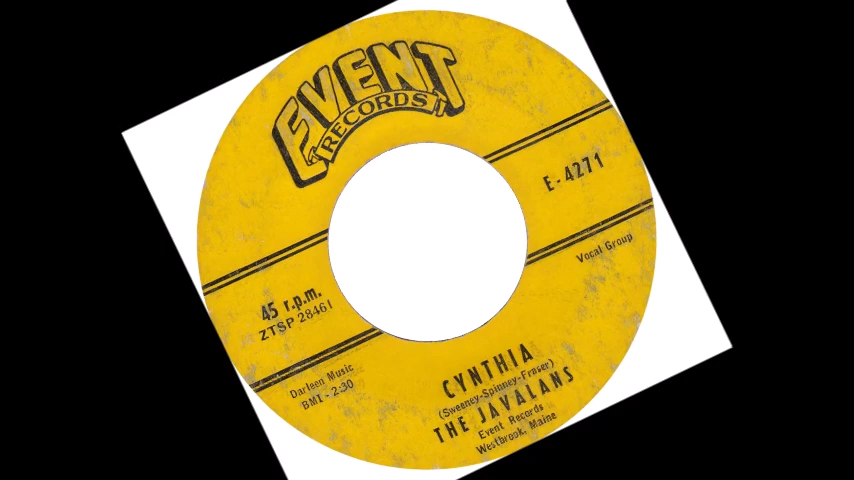 EVENT
RECORDS
E-4271
Vocal Group
45 r.p.m.
ZTSP 28461
Darleen Music
BMI - 2:30
CYNTHIA
(Sweeney-Spinney-Fraser)
THE JAVALANS
Event Records
Westbrook, Maine